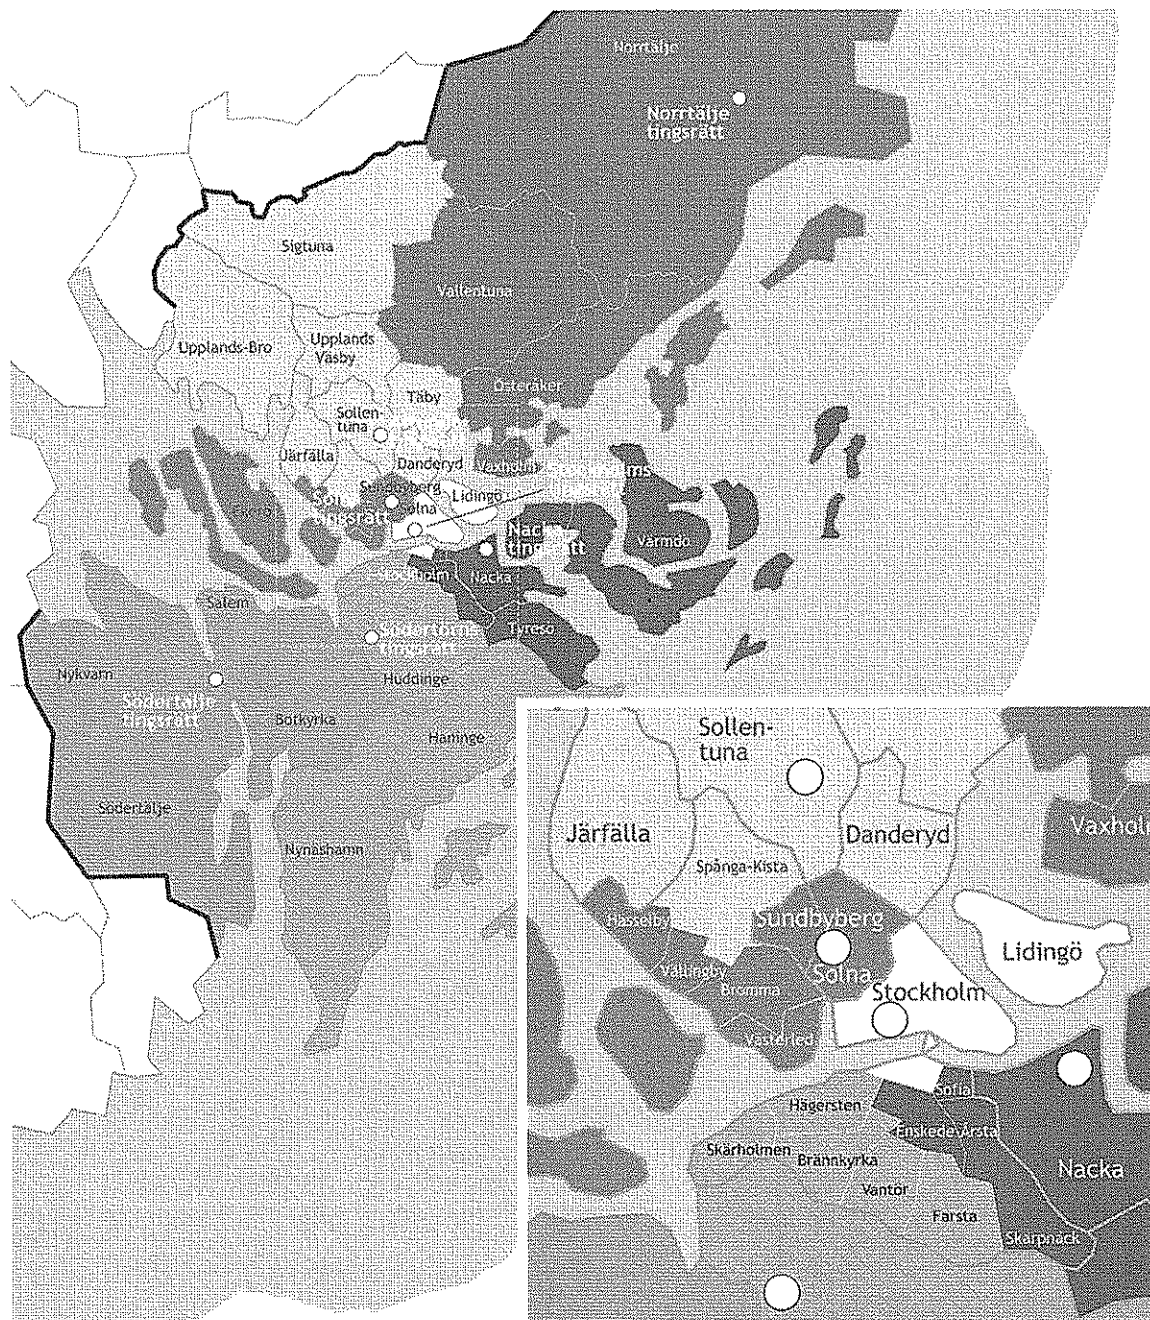 Norrtälje
Norrtälje
tingsrätt
Sigtuna
Vallentuna
Upplands-Bro
Upplands
Väsby
Österåker
Täby
Sollen-
tuna
Järfälla
Danderyd
Vaxholm
Sundbyberg
Lidingö
Solna
tingsrätt
Ekerö
Nacka
tingsrätt
Värmdö
Stockholm
Nacka
Salem
Tyresö
Södertörns
tingsrätt
Nykvarn
Huddinge
Södertälje
tingsrätt
Botkyrka
Haninge
Södertälje
Nynäshamn
Sollen-
tuna
Järfälla
Danderyd
Vaxholm
Spånga-Kista
Hässelby
Sundbyberg
Lidingö
Vällingby
Solna
Bromma
Stockholm
Västerled
Sofia
Hägersten
Enskede-Årsta
Skärholmen
Brännkyrka
Nacka
Vantör
Farsta
Skarpnäck